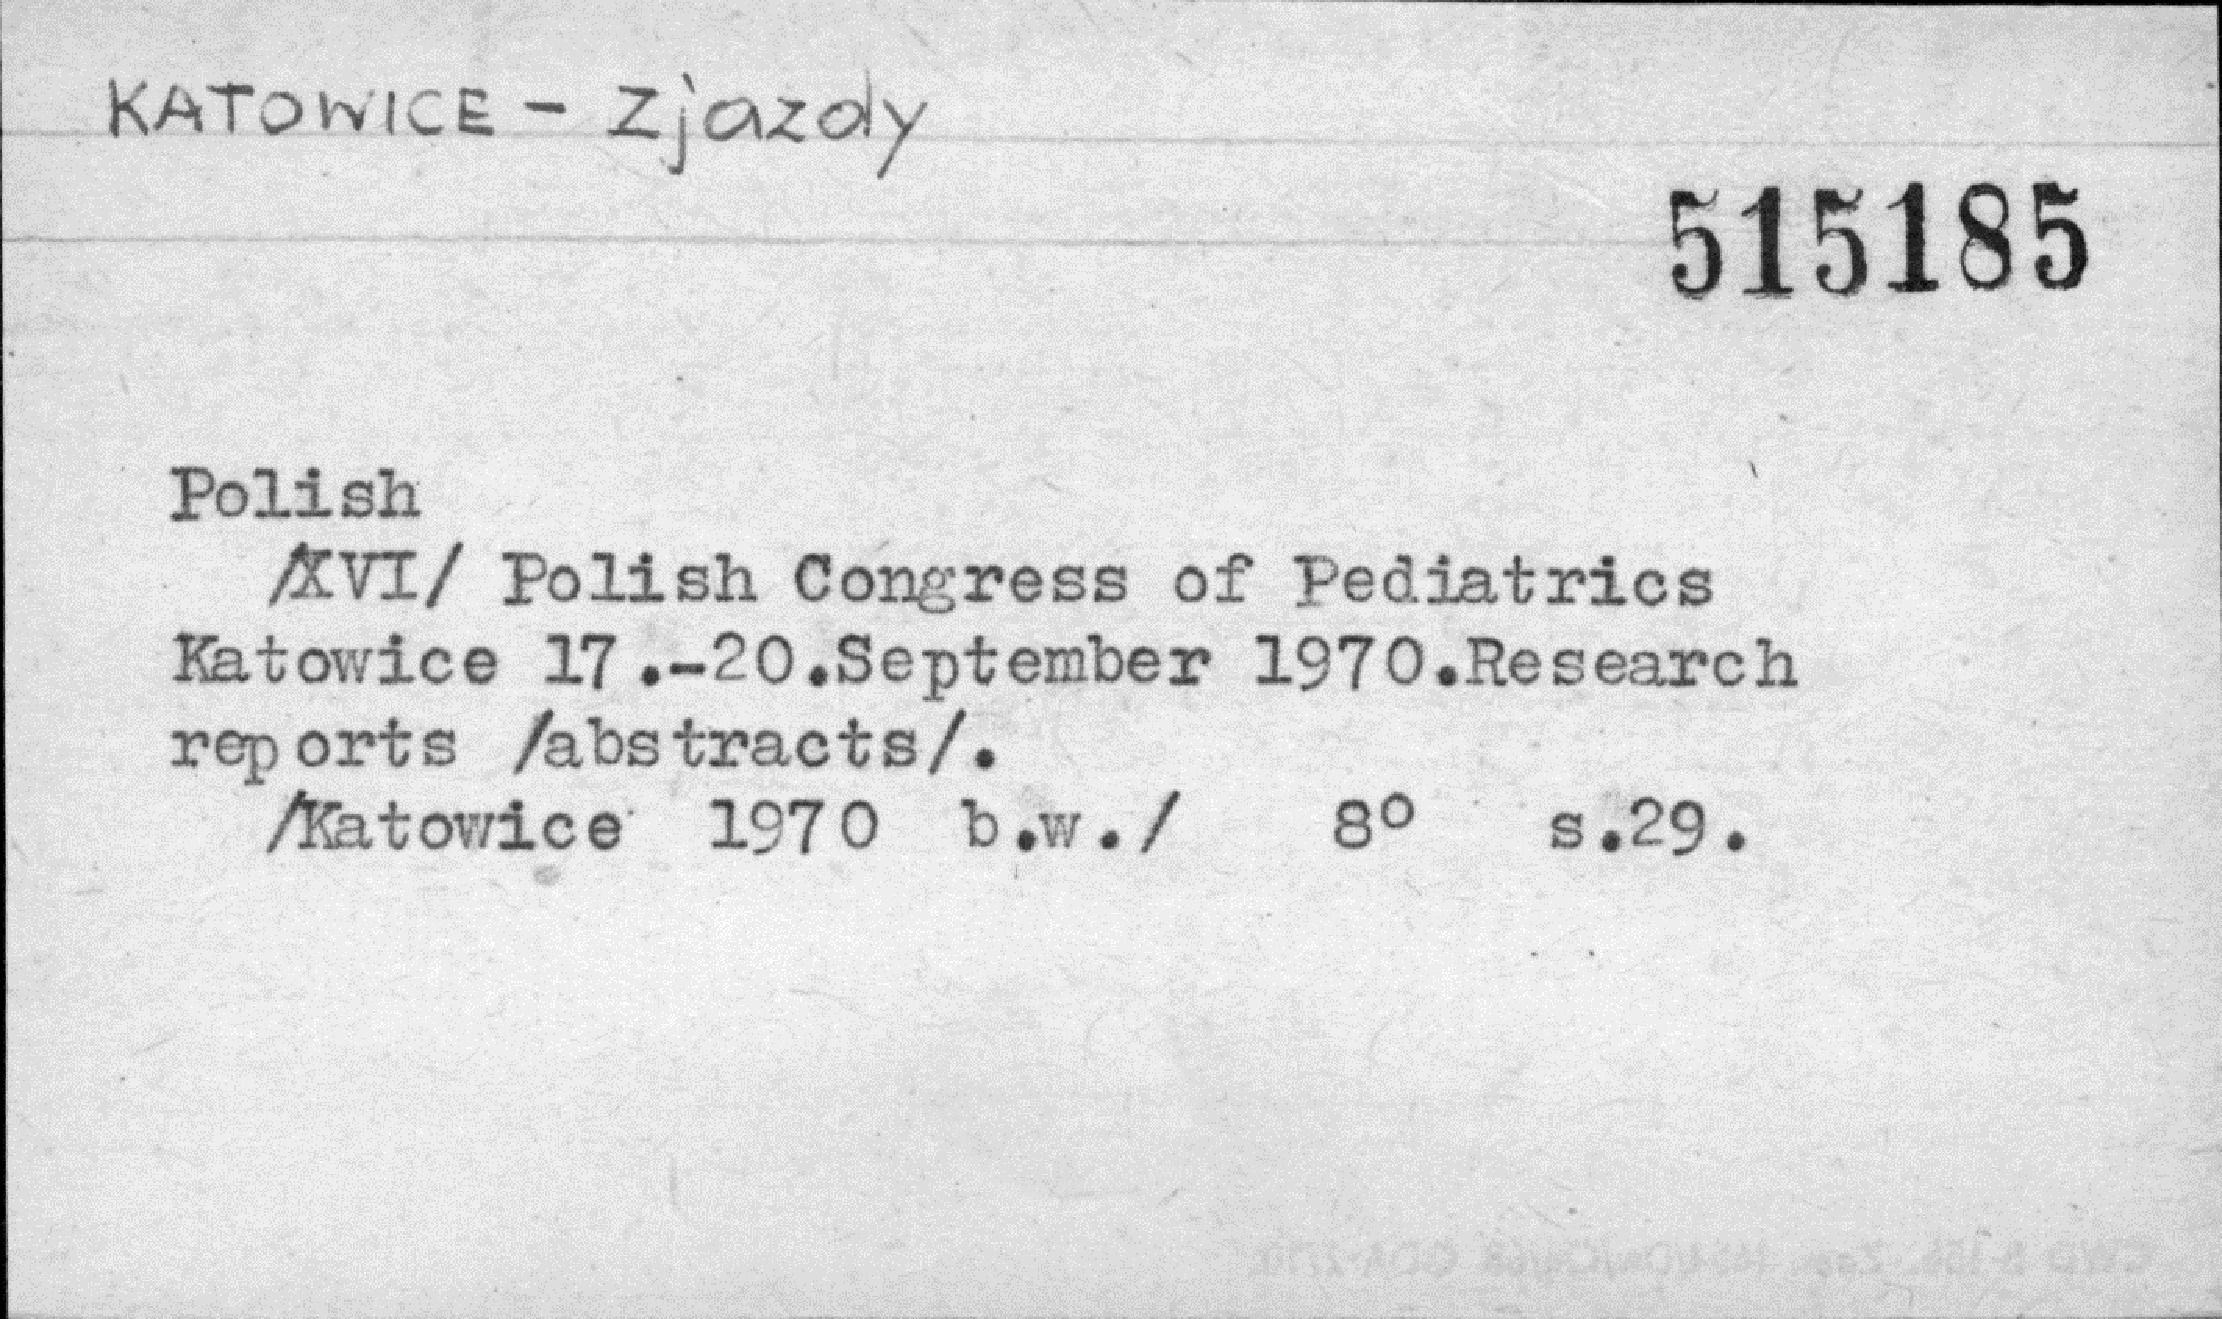 KATOWICE - Zjazdy
515185
Polish
/XVI/ Polish Congress of Pediatrics
Katowice 17.-20.September 1970.Research
reports /abstracts/.
/Katowice 1970 b.w./ 8° s.29.